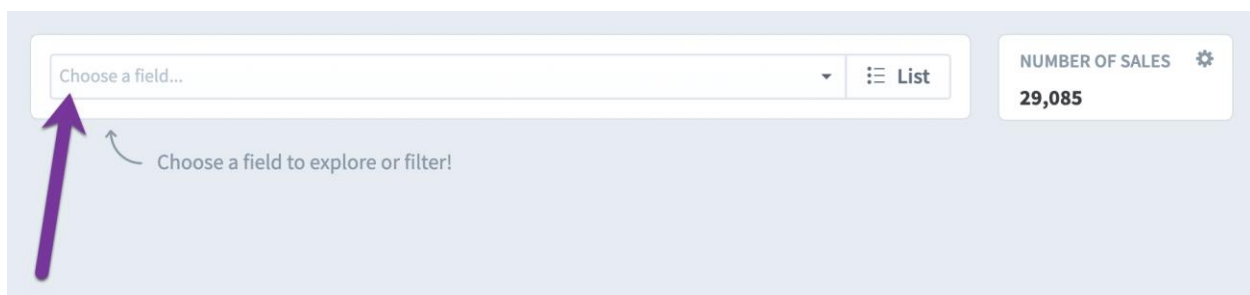 Choose a field...
List
NUMBER OF SALES
29,085
Choose a field to explore or filter!